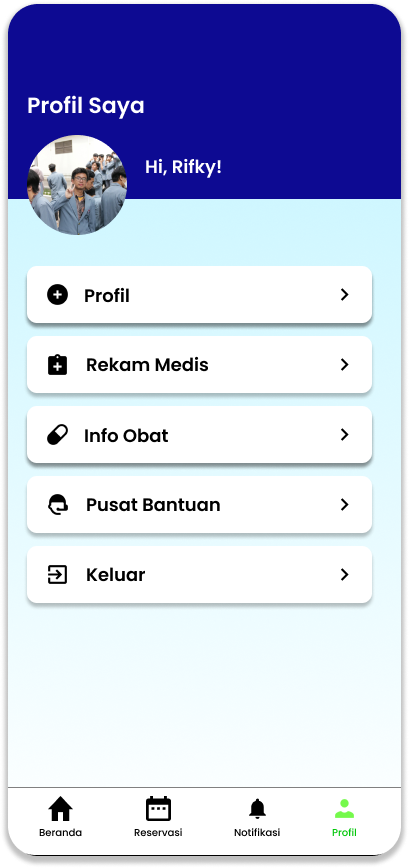 Profil Saya
Hi, Rifky!
Profil
Rekam Medis
Info Obat
Pusat Bantuan
Keluar
Beranda
Reservasi
Notifikasi
Profil